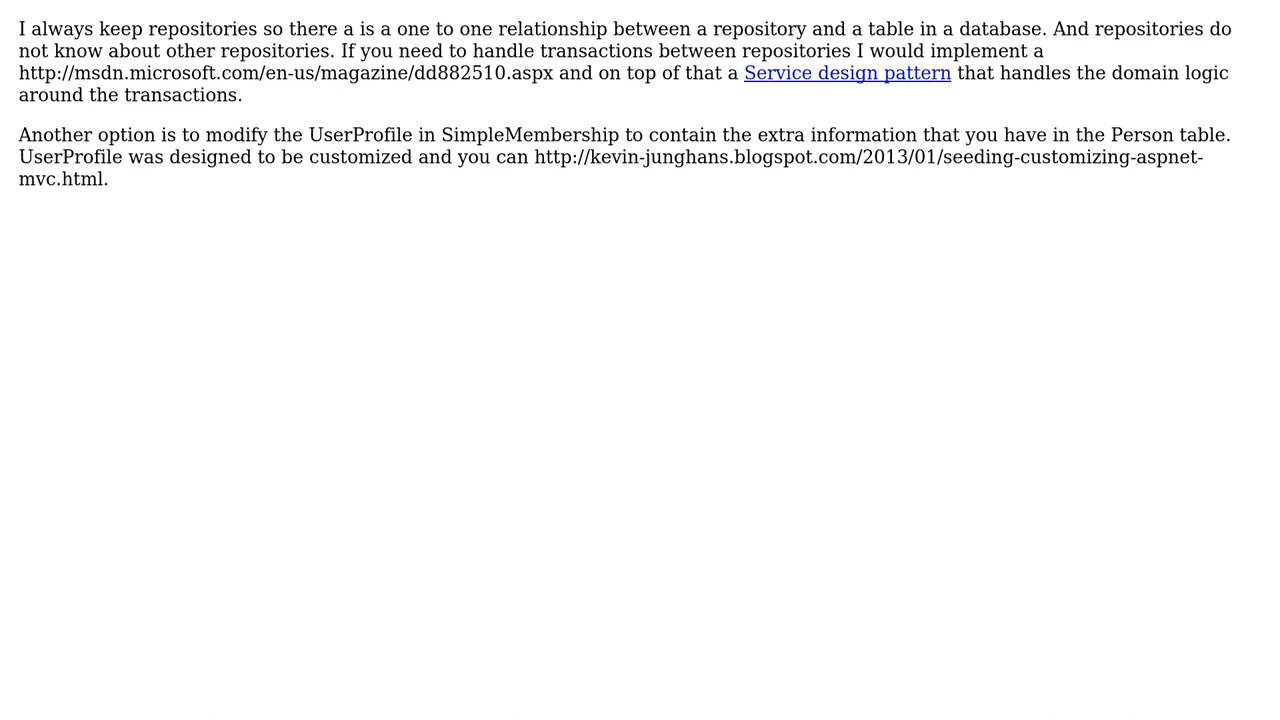 I always keep repositories so there a is a one to one relationship between a repository and a table in a database. And repositories do
not know about other repositories. If you need to handle transactions between repositories I would implement a
http://msdn.microsoft.com/en-us/magazine/dd882510.aspx and on top of that a Service design pattern that handles the domain logic
around the transactions.
Another option is to modify the UserProfile in SimpleMembership to contain the extra information that you have in the Person table.
UserProfile was designed to be customized and you can http://kevin-junghans.blogspot.com/2013/01/seeding-customizing-aspnet-
mvc.html.